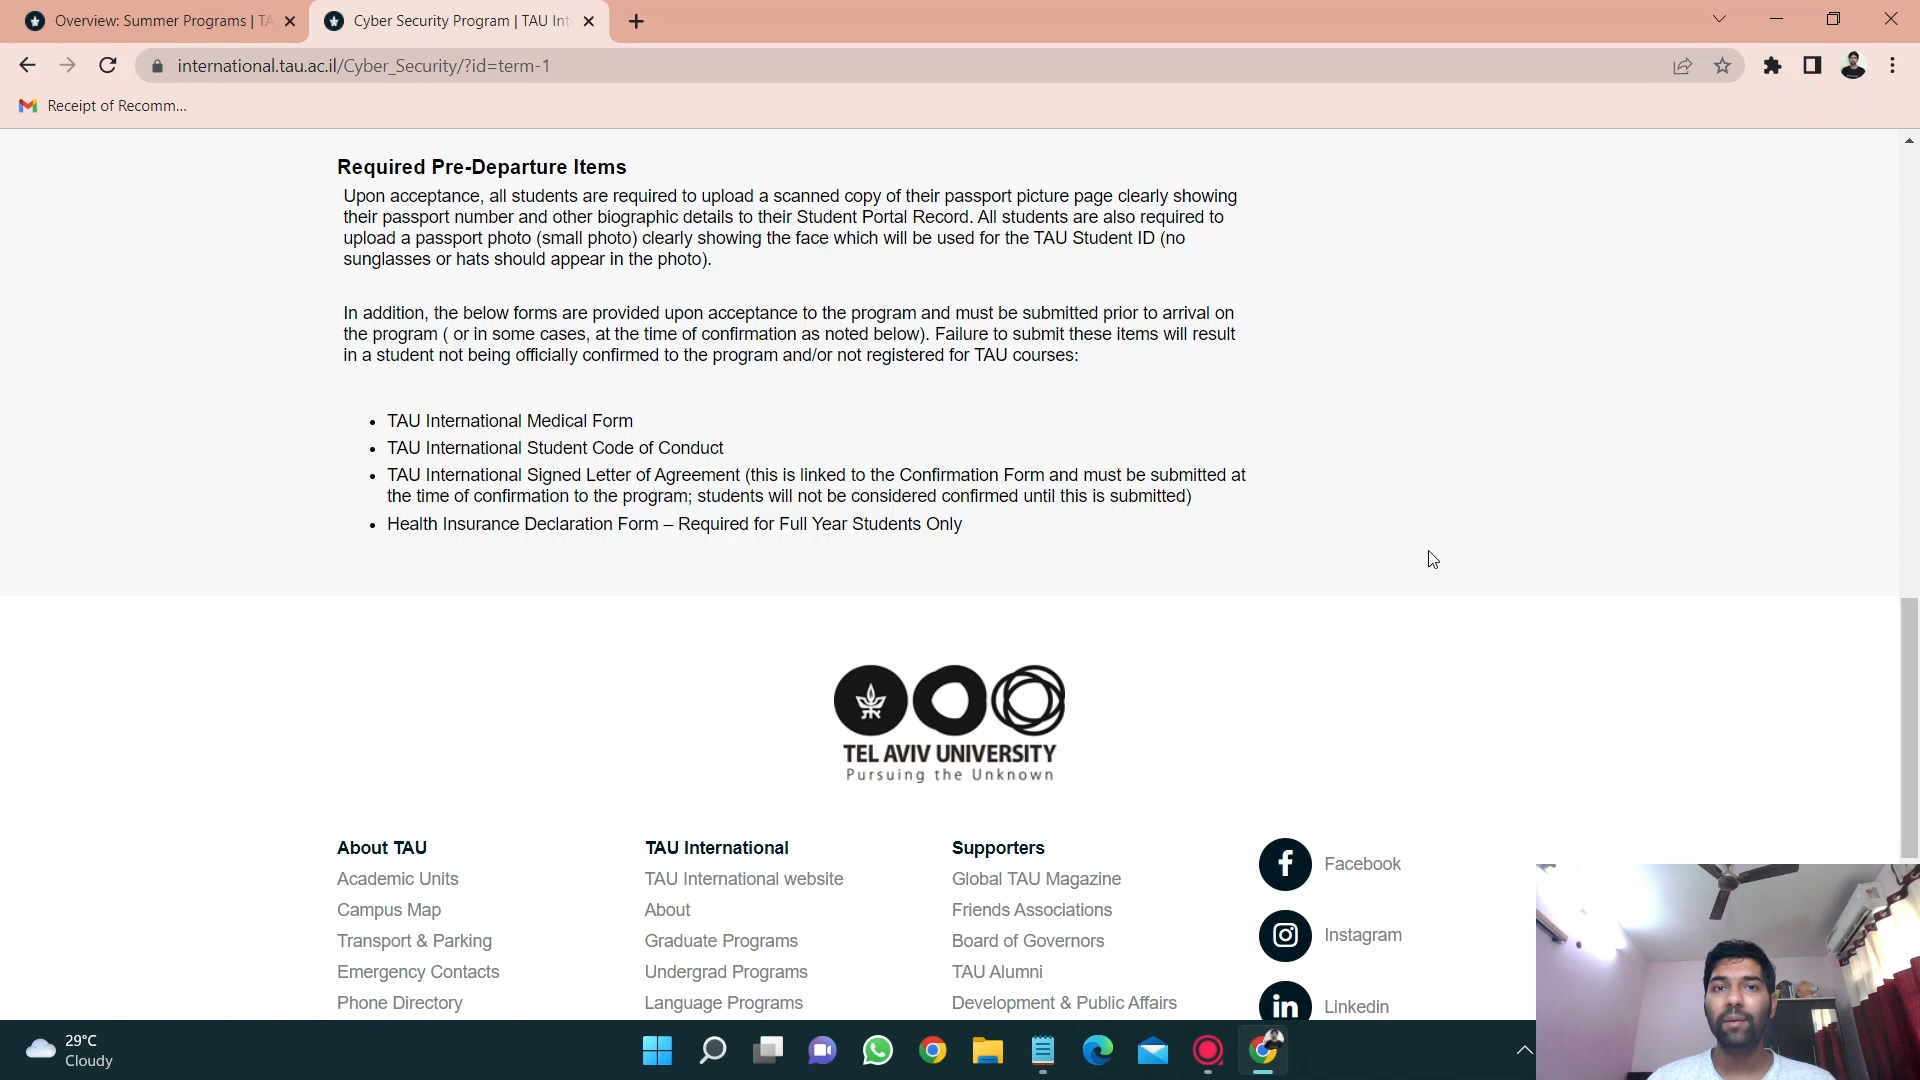 Overview: Summer Programs | TA
Cyber Security Program | TAU Int
international.tau.ac.il/Cyber_Security/?id=term-1
Receipt of Recomm...
Required Pre-Departure Items
Upon acceptance, all students are required to upload a scanned copy of their passport picture page clearly showing
their passport number and other biographic details to their Student Portal Record. All students are also required to
upload a passport photo (small photo) clearly showing the face which will be used for the TAU Student ID (no
sunglasses or hats should appear in the photo).
In addition, the below forms are provided upon acceptance to the program and must be submitted prior to arrival on
the program ( or in some cases, at the time of confirmation as noted below). Failure to submit these items will result
in a student not being officially confirmed to the program and/or not registered for TAU courses:
• TAU International Medical Form
• TAU International Student Code of Conduct
• TAU International Signed Letter of Agreement (this is linked to the Confirmation Form and must be submitted at
the time of confirmation to the program; students will not be considered confirmed until this is submitted)
• Health Insurance Declaration Form – Required for Full Year Students Only
TEL AVIV UNIVERSITY
Pursuing the Unknown
About TAU
Academic Units
Campus Map
Transport & Parking
Emergency Contacts
Phone Directory
TAU International
TAU International website
About
Graduate Programs
Undergrad Programs
Language Programs
Supporters
Global TAU Magazine
Friends Associations
Board of Governors
TAU Alumni
Development & Public Affairs
Facebook
Instagram
Linkedin
29°C
Cloudy